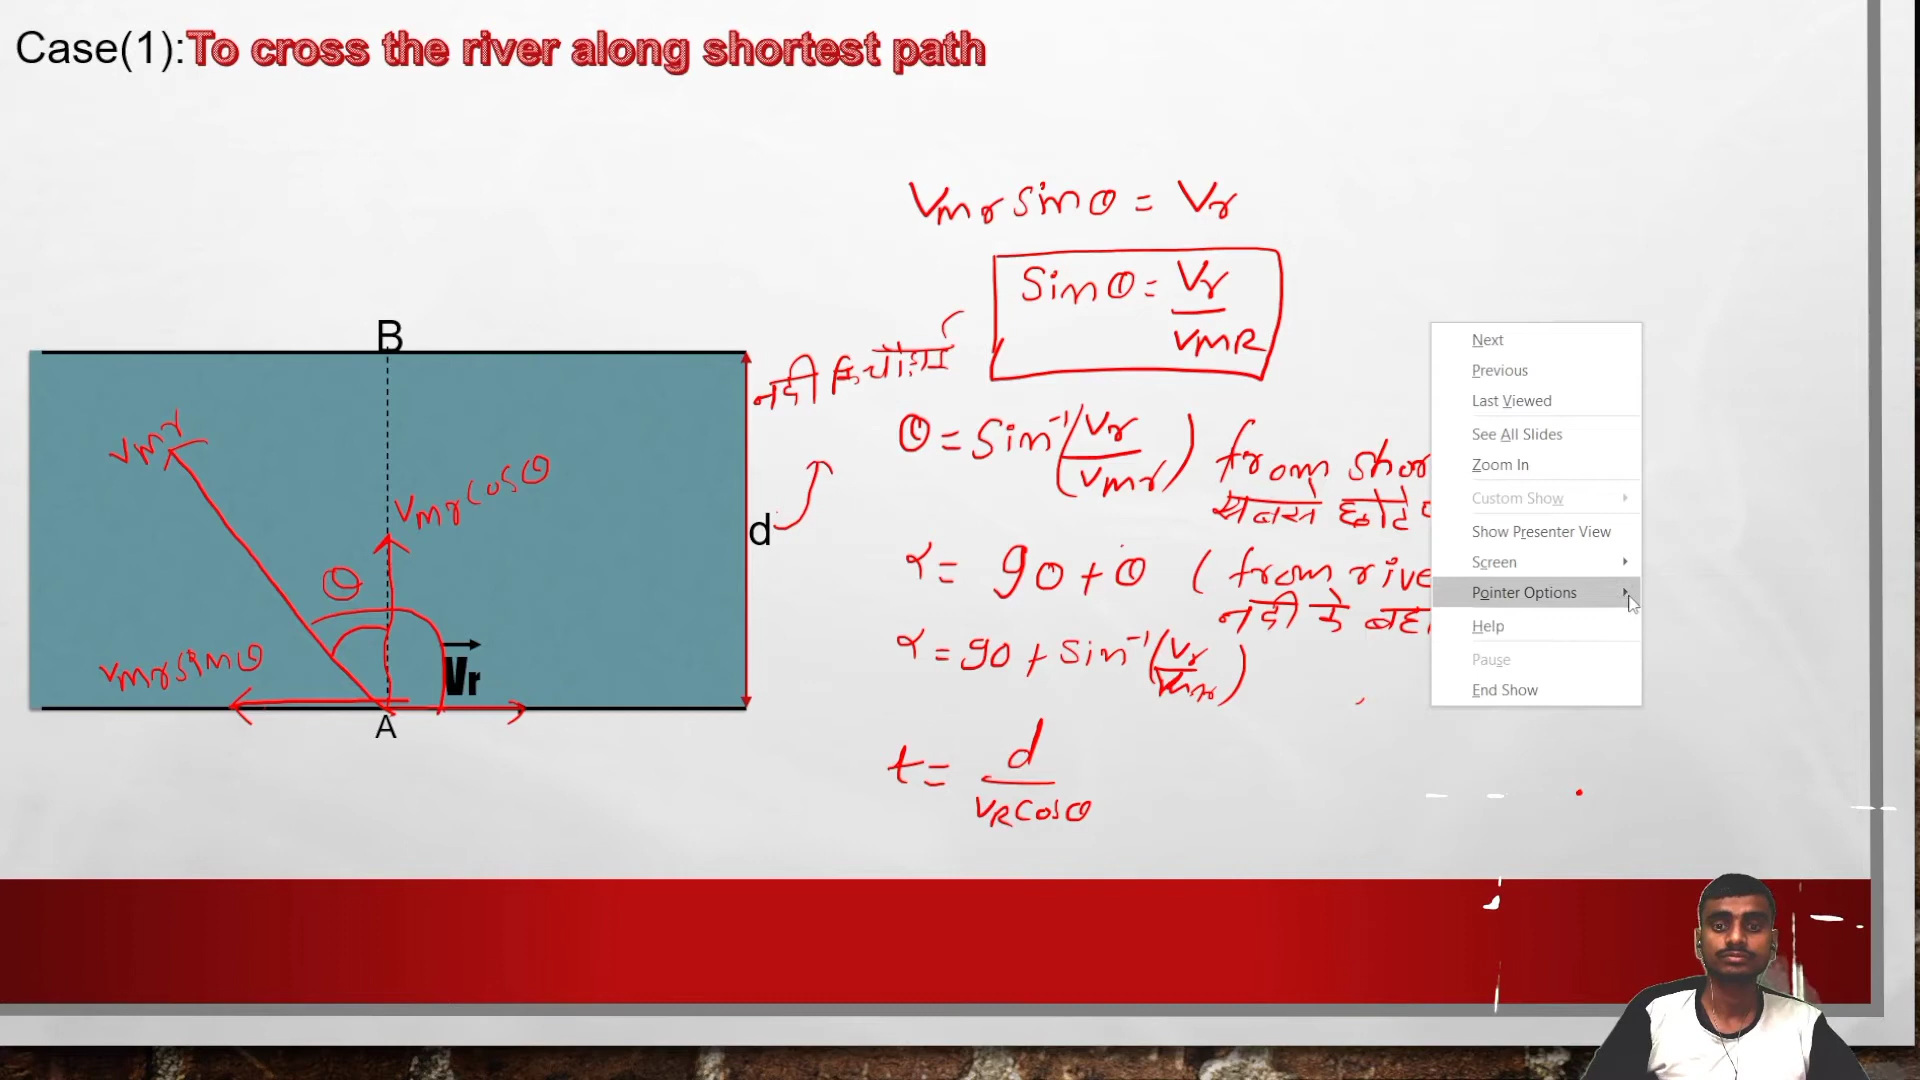 Case(1):To cross the river along shortest path
Vmr sinθ = Vr
Sinθ = Vr / VMR
नदी की चौड़ाई
θ = Sin⁻¹(Vr / Vmr) from shor
सबसे छोटे
α = 90 + θ (from rive
नदी के बहा
α = 90 + Sin⁻¹(Vr / Vmr)
t = d / VR Cosθ
B
Vmr
Vmr Cosθ
d
θ
Vmr sinθ
Vr
A
Next
Previous
Last Viewed
See All Slides
Zoom In
Custom Show
Show Presenter View
Screen
Pointer Options
Help
Pause
End Show